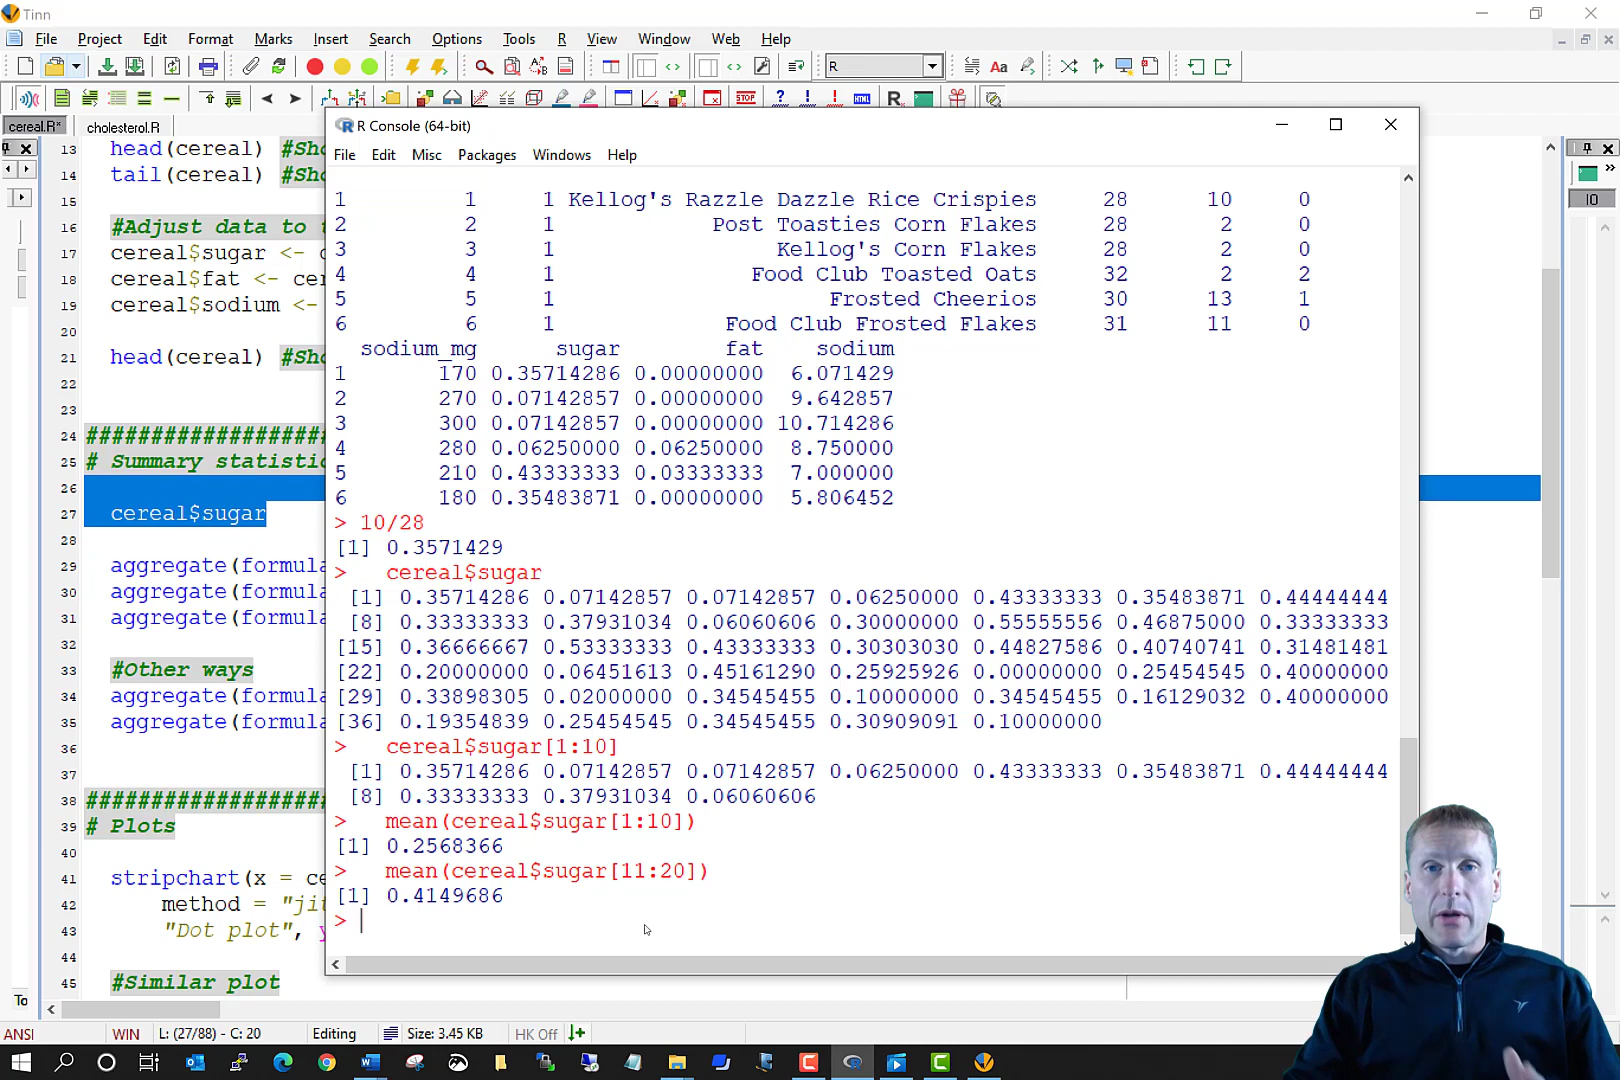 Tinn
File Project Edit Format Marks Insert Search Options Tools R View Window Web Help
R
cereal.R* cholesterol.R
R Console (64-bit)
File Edit Misc Packages Windows Help
13 head(cereal) #Sho
14 tail(cereal) #Sho
15
16 #Adjust data to t
17 cereal$sugar <- c
18 cereal$fat <- cer
19 cereal$sodium <-
20
21 head(cereal) #Sho
22
23
24 ##################
25 # Summary statistic
26
27 cereal$sugar
28
29 aggregate(formula
30 aggregate(formula
31 aggregate(formula
32
33 #Other ways
34 aggregate(formula
35 aggregate(formula
36
37
38 ##################
39 # Plots
40
41 stripchart(x = ce
42 method = "jit
43 "Dot plot", y
44
45 #Similar plot
1 1 1 Kellog's Razzle Dazzle Rice Crispies 28 10 0
2 2 1 Post Toasties Corn Flakes 28 2 0
3 3 1 Kellog's Corn Flakes 28 2 0
4 4 1 Food Club Toasted Oats 32 2 2
5 5 1 Frosted Cheerios 30 13 1
6 6 1 Food Club Frosted Flakes 31 11 0
sodium_mg sugar fat sodium
1 170 0.35714286 0.00000000 6.071429
2 270 0.07142857 0.00000000 9.642857
3 300 0.07142857 0.00000000 10.714286
4 280 0.06250000 0.06250000 8.750000
5 210 0.43333333 0.03333333 7.000000
6 180 0.35483871 0.00000000 5.806452
> 10/28
[1] 0.3571429
> cereal$sugar
[1] 0.35714286 0.07142857 0.07142857 0.06250000 0.43333333 0.35483871 0.44444444
[8] 0.33333333 0.37931034 0.06060606 0.30000000 0.55555556 0.46875000 0.33333333
[15] 0.36666667 0.53333333 0.43333333 0.30303030 0.44827586 0.40740741 0.31481481
[22] 0.20000000 0.06451613 0.45161290 0.25925926 0.00000000 0.25454545 0.40000000
[29] 0.33898305 0.02000000 0.34545455 0.10000000 0.34545455 0.16129032 0.40000000
[36] 0.19354839 0.25454545 0.34545455 0.30909091 0.10000000
> cereal$sugar[1:10]
[1] 0.35714286 0.07142857 0.07142857 0.06250000 0.43333333 0.35483871 0.44444444
[8] 0.33333333 0.37931034 0.06060606
> mean(cereal$sugar[1:10])
[1] 0.2568366
> mean(cereal$sugar[11:20])
[1] 0.4149686
>
IO
To
ANSI WIN L: (27/88) - C: 20 Editing Size: 3.45 KB HK Off